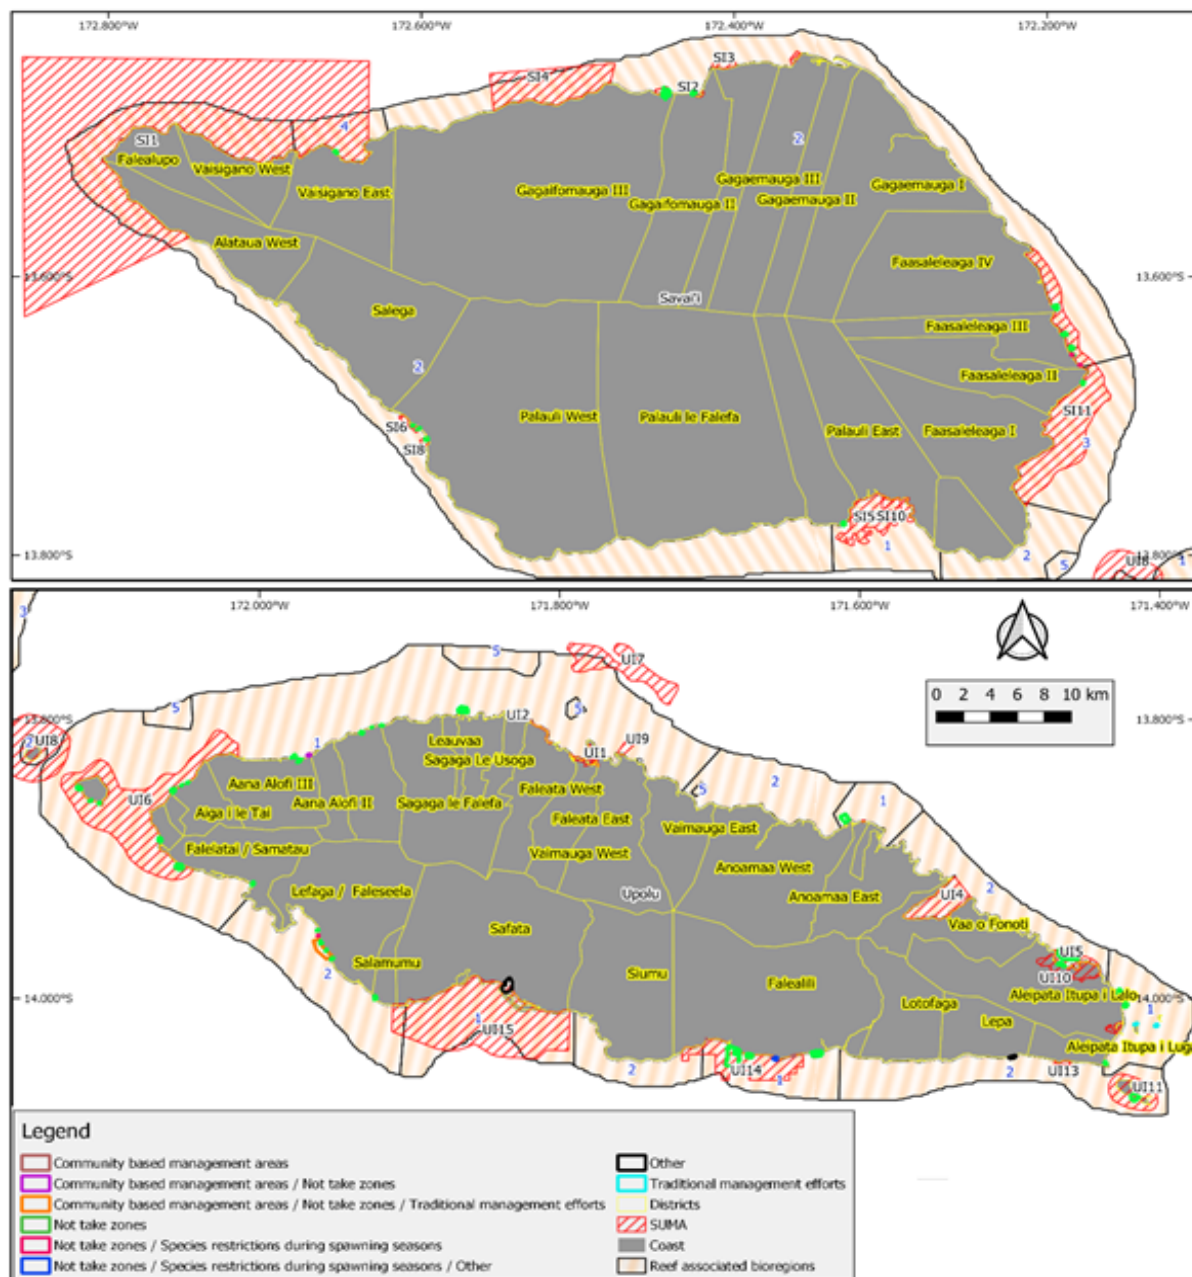 172.800°W 172.600°W 172.400°W 172.200°W
SI3
SI4
SI2
4
SI1
2
Falealupo
Vaisigano West
Vaisigano East
Gagaifomauga III
Gagaifomauga II
Gagaemauga III
Gagaemauga II
Gagaemauga I
Alataua West
13.600°S
Faasaleleaga IV
Savai'i
Salega
Faasaleleaga III
Faasaleleaga II
2
Palauli West
Palauli le Falefa
Palauli East
Faasaleleaga I
SI11
SI6
SI8
3
SI5 SI10
1
2
5
13.800°S 13.800°S
UI8
1
172.000°W 171.800°W 171.600°W 171.400°W
3
5
UI7
0 2 4 6 8 10 km
5
UI2
5
13.800°S 13.800°S
2
UI8
1
UI1
UI9
2
Leauvaa
Sagaga Le Usoga
5
1
UI6
Aana Alofi III
Aana Alofi II
Sagaga le Falefa
Faleata West
Faleata East
Aiga i le Tai
Vaimauga East
Faleiatai / Samatau
Vaimauga West
Anoamaa West
Anoamaa East
2
Lefaga / Faleseela
Upolu
UI4
Vaa o Fonoti
Safata
UI5
Salamumu
2
Siumu
Falealili
UI10
Aleipata Itupa i Lalo
14.000°S 14.000°S
Lotofaga
1
Lepa
1
UI15
Aleipata Itupa i Luga
2
UI14
1
2
UI13
UI11
Legend
Community based management areas
Community based management areas / Not take zones
Community based management areas / Not take zones / Traditional management efforts
Not take zones
Not take zones / Species restrictions during spawning seasons
Not take zones / Species restrictions during spawning seasons / Other
Other
Traditional management efforts
Districts
SUMA
Coast
Reef associated bioregions